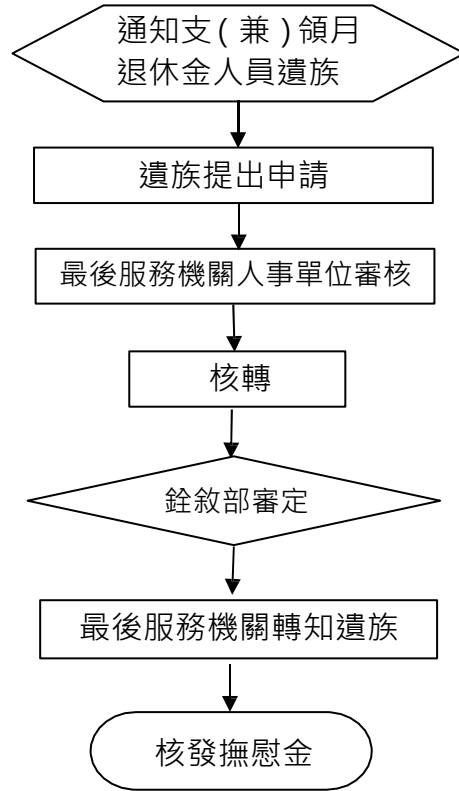 通知支(兼)領月
退休金人員遺族
遺族提出申請
最後服務機關人事單位審核
核轉
銓敘部審定
最後服務機關轉知遺族
核發撫慰金